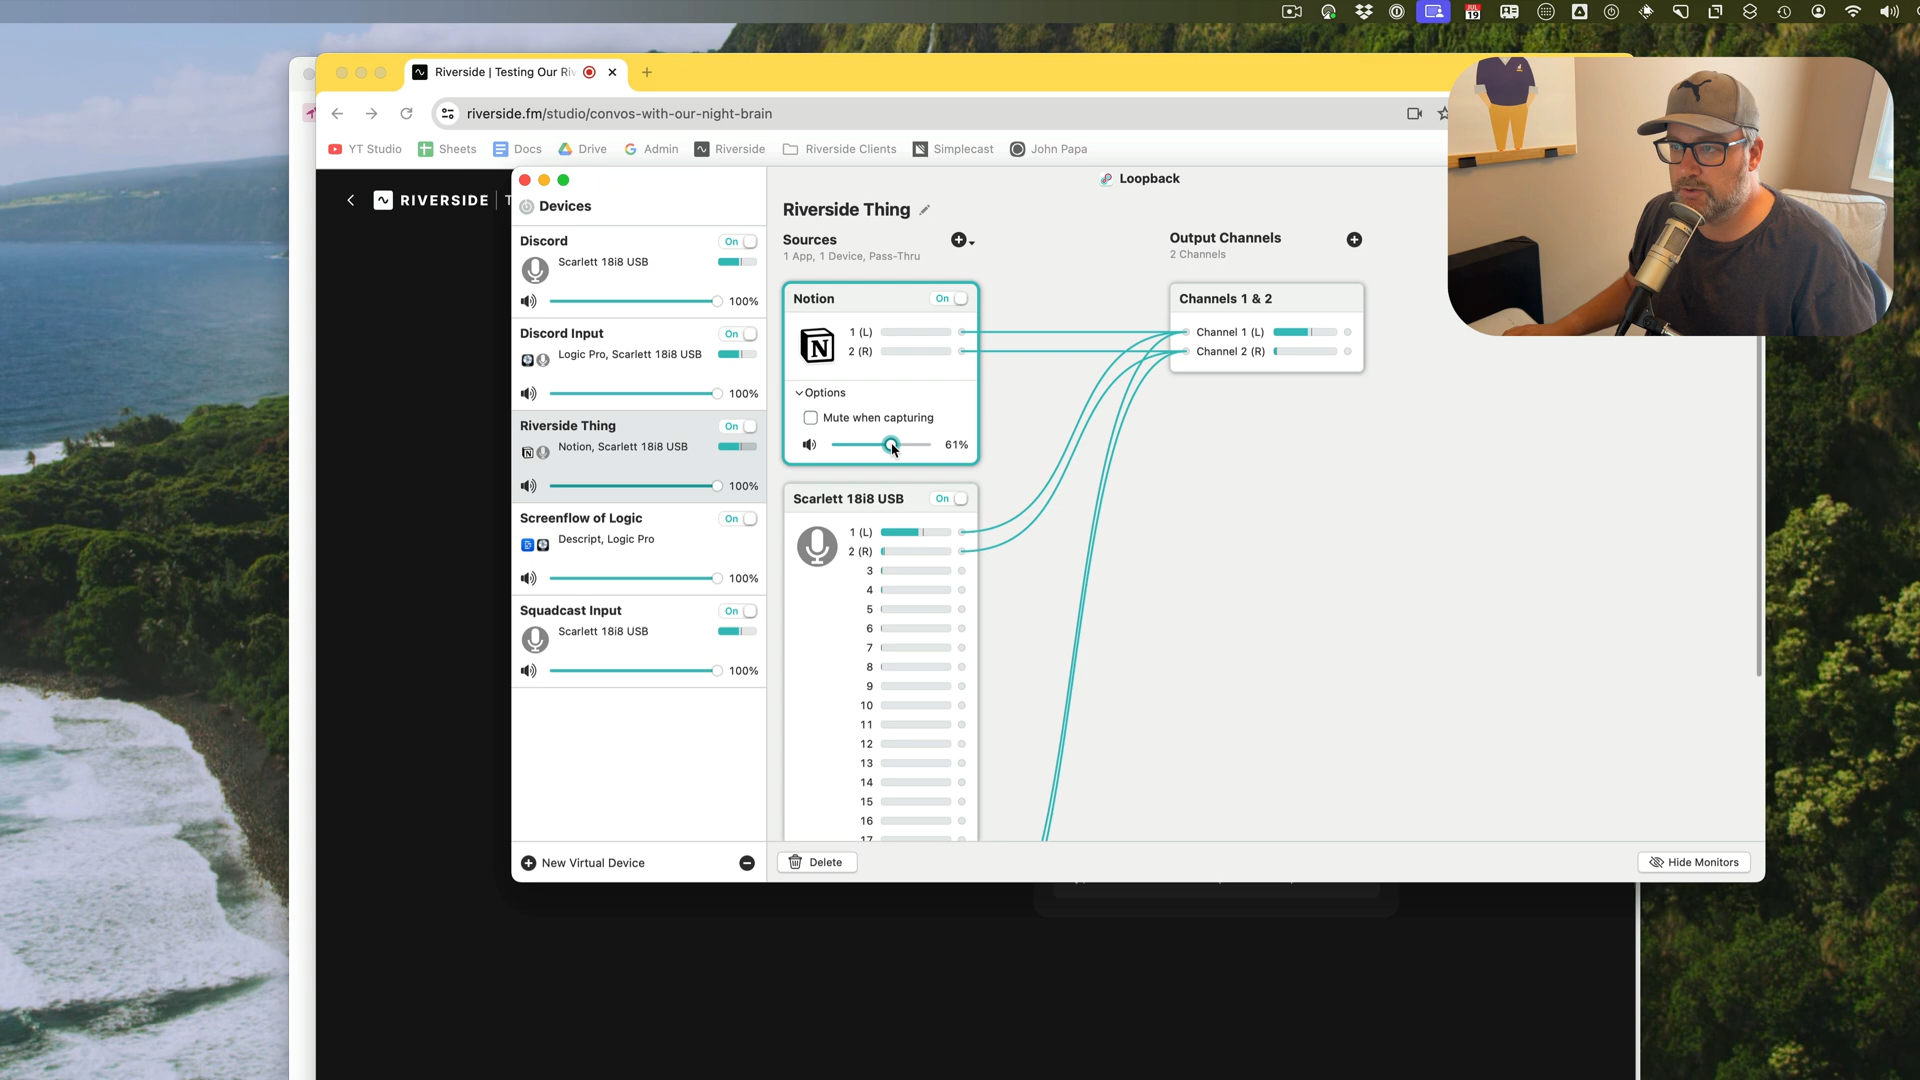 JUL
19
Riverside | Testing Our Riv
riverside.fm/studio/convos-with-our-night-brain
YT Studio
Sheets
Docs
Drive
Admin
Riverside
Riverside Clients
Simplecast
John Papa
RIVERSIDE
T
Loopback
Devices
Discord
On
Scarlett 18i8 USB
100%
Discord Input
On
Logic Pro, Scarlett 18i8 USB
100%
Riverside Thing
On
Notion, Scarlett 18i8 USB
100%
Screenflow of Logic
On
Descript, Logic Pro
100%
Squadcast Input
On
Scarlett 18i8 USB
100%
New Virtual Device
Riverside Thing
Sources
1 App, 1 Device, Pass-Thru
Notion
On
1 (L)
2 (R)
Options
Mute when capturing
61%
Scarlett 18i8 USB
On
1 (L)
2 (R)
3
4
5
6
7
8
9
10
11
12
13
14
15
16
17
Output Channels
2 Channels
Channels 1 & 2
Channel 1 (L)
Channel 2 (R)
Delete
Hide Monitors